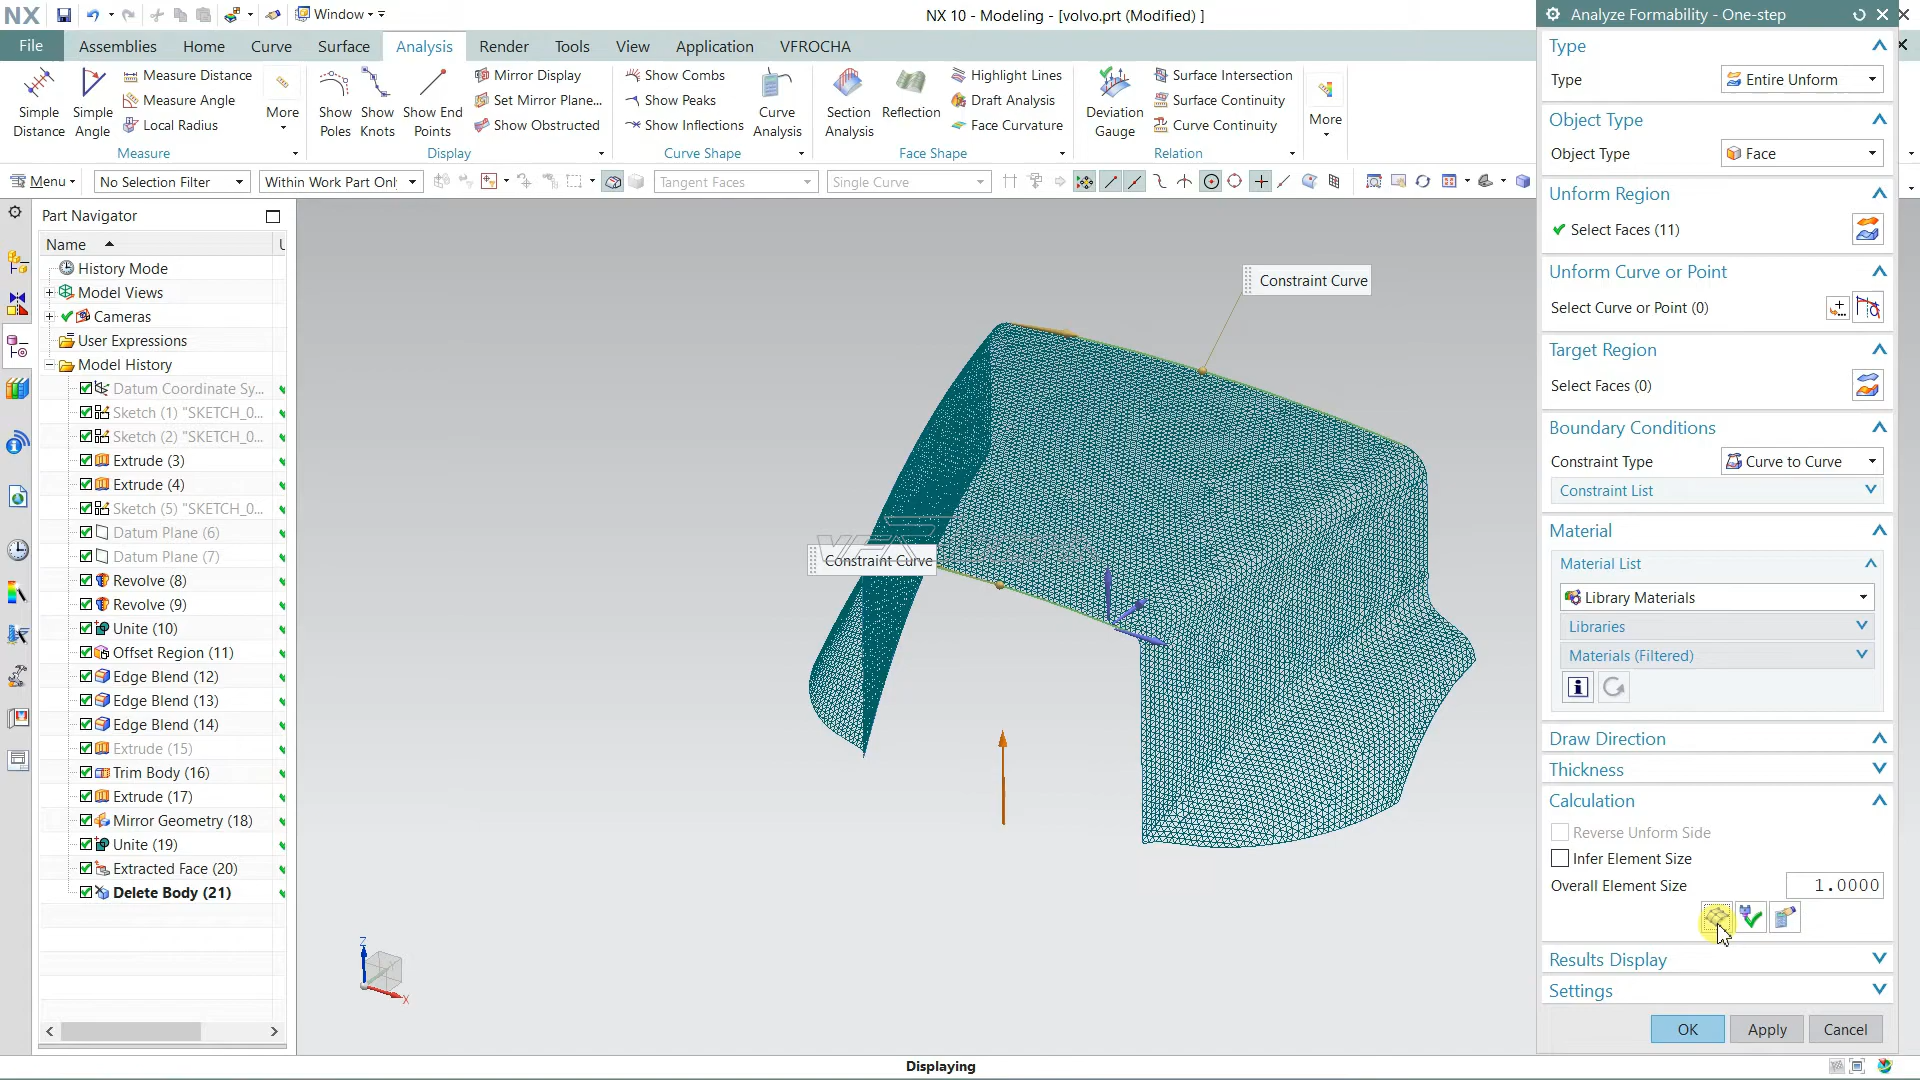 NX
Window
NX 10 - Modeling - [volvo.prt (Modified) ]
File
Assemblies
Home
Curve
Surface
Analysis
Render
Tools
View
Application
VFROCHA
Simple Distance
Simple Angle
Measure Distance
Measure Angle
Local Radius
More
Measure
Show Poles
Show Knots
Show End Points
Mirror Display
Set Mirror Plane...
Show Obstructed
Display
Show Combs
Show Peaks
Show Inflections
Curve Analysis
Curve Shape
Section Analysis
Reflection
Highlight Lines
Draft Analysis
Face Curvature
Face Shape
Deviation Gauge
Surface Intersection
Surface Continuity
Curve Continuity
Relation
More
Menu
No Selection Filter
Within Work Part Onl
Tangent Faces
Single Curve
Part Navigator
Name
History Mode
Model Views
Cameras
User Expressions
Model History
Datum Coordinate Sy...
Sketch (1) "SKETCH_0...
Sketch (2) "SKETCH_0...
Extrude (3)
Extrude (4)
Sketch (5) "SKETCH_0...
Datum Plane (6)
Datum Plane (7)
Revolve (8)
Revolve (9)
Unite (10)
Offset Region (11)
Edge Blend (12)
Edge Blend (13)
Edge Blend (14)
Extrude (15)
Trim Body (16)
Extrude (17)
Mirror Geometry (18)
Unite (19)
Extracted Face (20)
Delete Body (21)
Constraint Curve
Constraint Curve
Z
X
Displaying
Analyze Formability - One-step
Type
Type
Entire Unform
Object Type
Object Type
Face
Unform Region
Select Faces (11)
Unform Curve or Point
Select Curve or Point (0)
Target Region
Select Faces (0)
Boundary Conditions
Constraint Type
Curve to Curve
Constraint List
Material
Material List
Library Materials
Libraries
Materials (Filtered)
Draw Direction
Thickness
Calculation
Reverse Unform Side
Infer Element Size
Overall Element Size
1.0000
Results Display
Settings
OK
Apply
Cancel